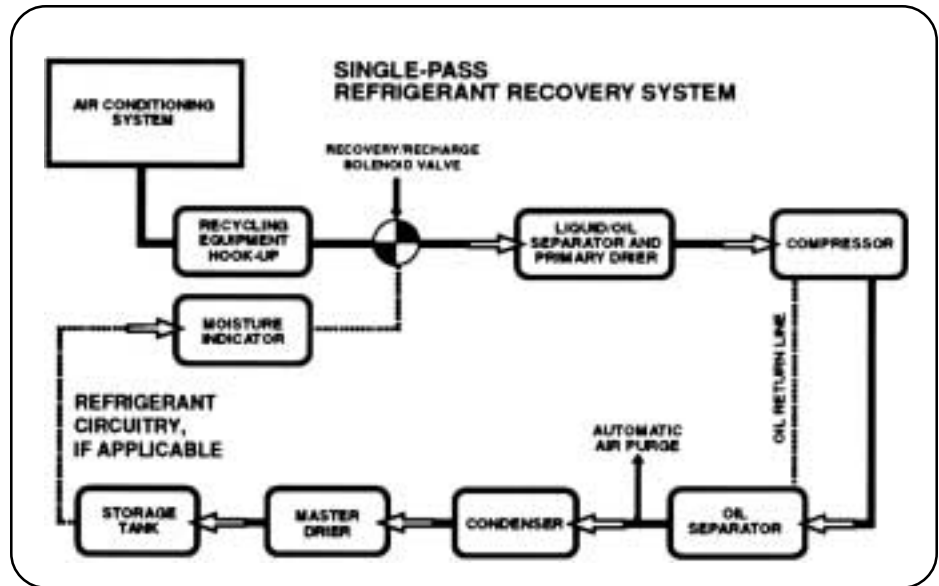 SINGLE-PASS
REFRIGERANT RECOVERY SYSTEM
AIR CONDITIONING
SYSTEM
RECOVERY/RECHARGE
SOLENOID VALVE
RECYCLING
EQUIPMENT
HOOK-UP
LIQUID/OIL
SEPARATOR AND
PRIMARY DRIER
COMPRESSOR
MOISTURE
INDICATOR
OIL RETURN LINE
REFRIGERANT
CIRCUITRY,
IF APPLICABLE
AUTOMATIC
AIR PURGE
STORAGE
TANK
MASTER
DRIER
CONDENSER
OIL
SEPARATOR